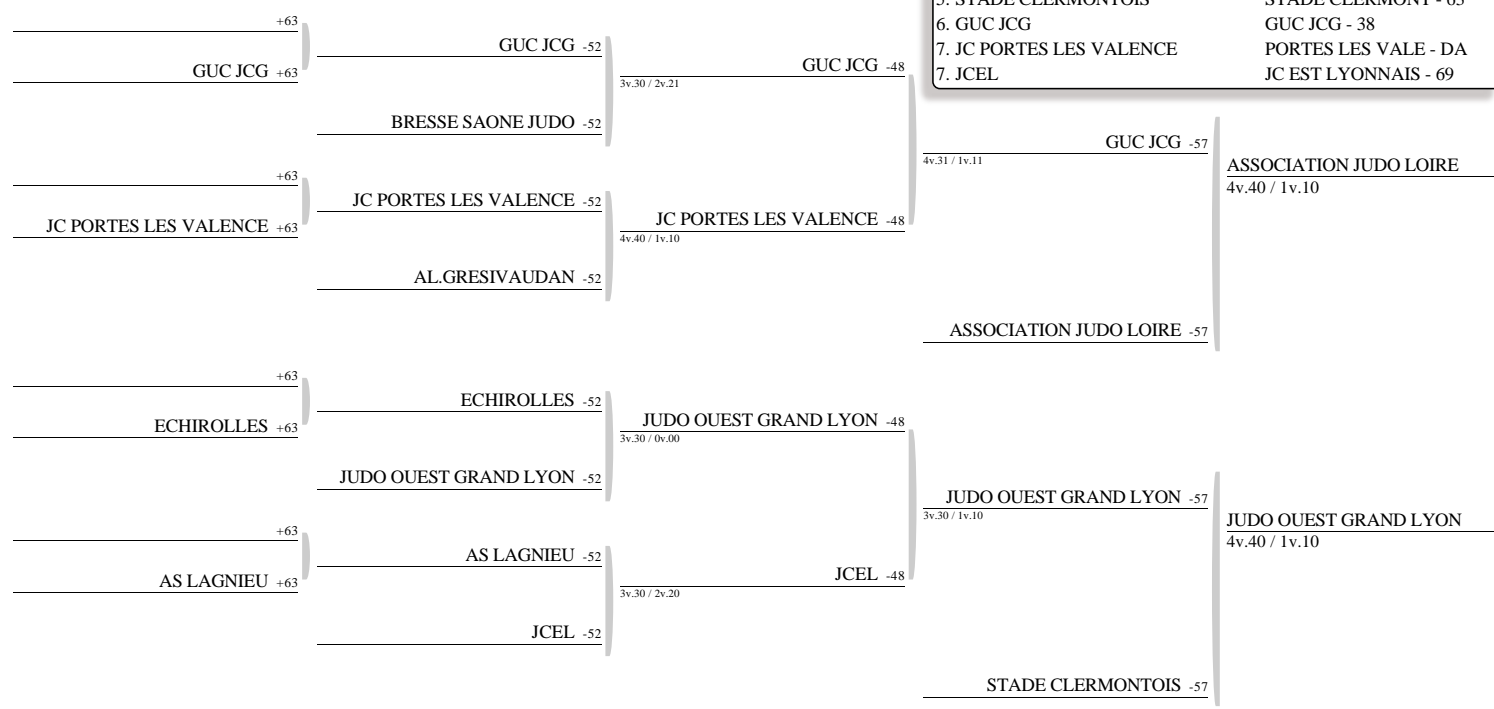 5. STADE CLERMONTOIS STADE CLERMONT - 63
6. GUC JCG GUC JCG - 38
7. JC PORTES LES VALENCE PORTES LES VALE - DA
7. JCEL JC EST LYONNAIS - 69
+63
GUC JCG +63
+63
JC PORTES LES VALENCE +63
+63
ECHIROLLES +63
+63
AS LAGNIEU +63
GUC JCG -52
BRESSE SAONE JUDO -52
JC PORTES LES VALENCE -52
AL.GRESIVAUDAN -52
ECHIROLLES -52
JUDO OUEST GRAND LYON -52
AS LAGNIEU -52
JCEL -52
GUC JCG -48
3v.30 / 2v.21
JC PORTES LES VALENCE -48
4v.40 / 1v.10
JUDO OUEST GRAND LYON -48
3v.30 / 0v.00
JCEL -48
3v.30 / 2v.20
GUC JCG -57
4v.31 / 1v.11
ASSOCIATION JUDO LOIRE -57
JUDO OUEST GRAND LYON -57
3v.30 / 1v.10
STADE CLERMONTOIS -57
ASSOCIATION JUDO LOIRE
4v.40 / 1v.10
JUDO OUEST GRAND LYON
4v.40 / 1v.10